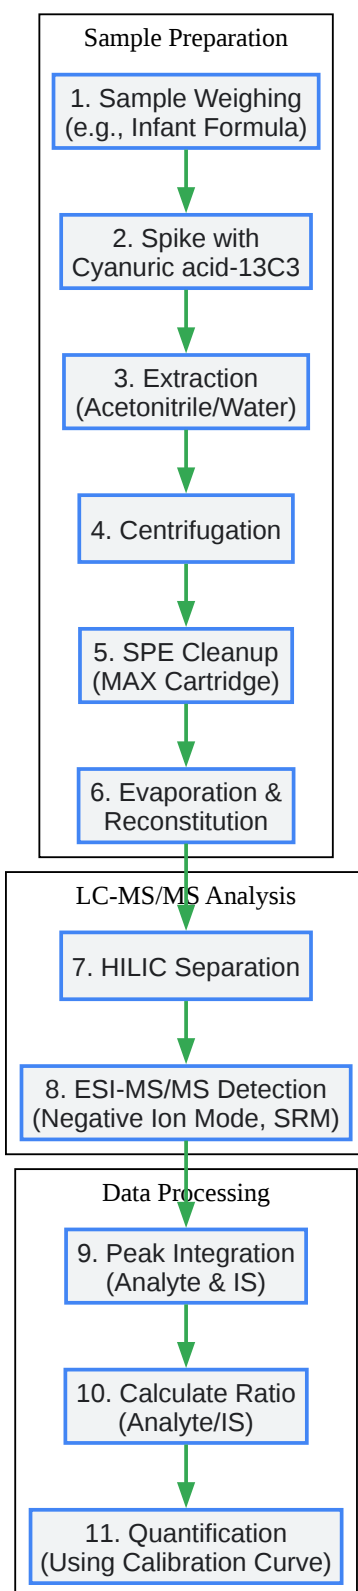 Sample Preparation
1. Sample Weighing
(e.g., Infant Formula)
2. Spike with
Cyanuric acid-13C3
3. Extraction
(Acetonitrile/Water)
4. Centrifugation
5. SPE Cleanup
(MAX Cartridge)
6. Evaporation &
Reconstitution
LC-MS/MS Analysis
7. HILIC Separation
8. ESI-MS/MS Detection
(Negative Ion Mode, SRM)
Data Processing
9. Peak Integration
(Analyte & IS)
10. Calculate Ratio
(Analyte/IS)
11. Quantification
(Using Calibration Curve)